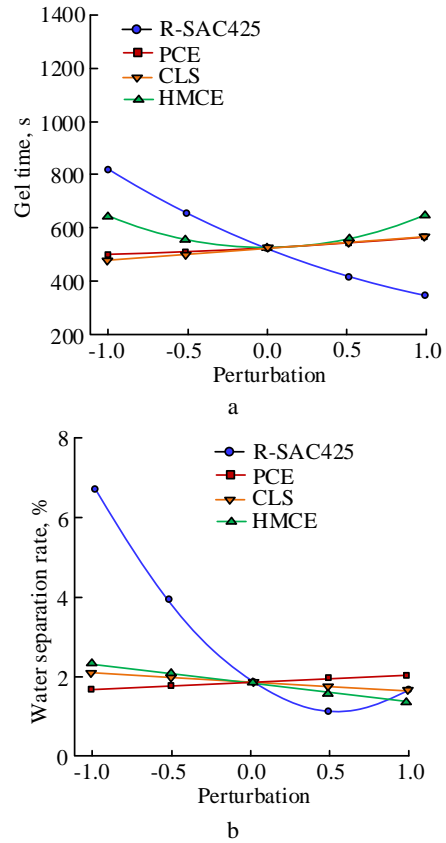 1400
1200
1000
800
600
400
200
Gel time, s
R-SAC425
PCE
CLS
HMCE
-1.0 -0.5 0.0 0.5 1.0
Perturbation
a
8
6
4
2
0
Water separation rate, %
R-SAC425
PCE
CLS
HMCE
-1.0 -0.5 0.0 0.5 1.0
Perturbation
b